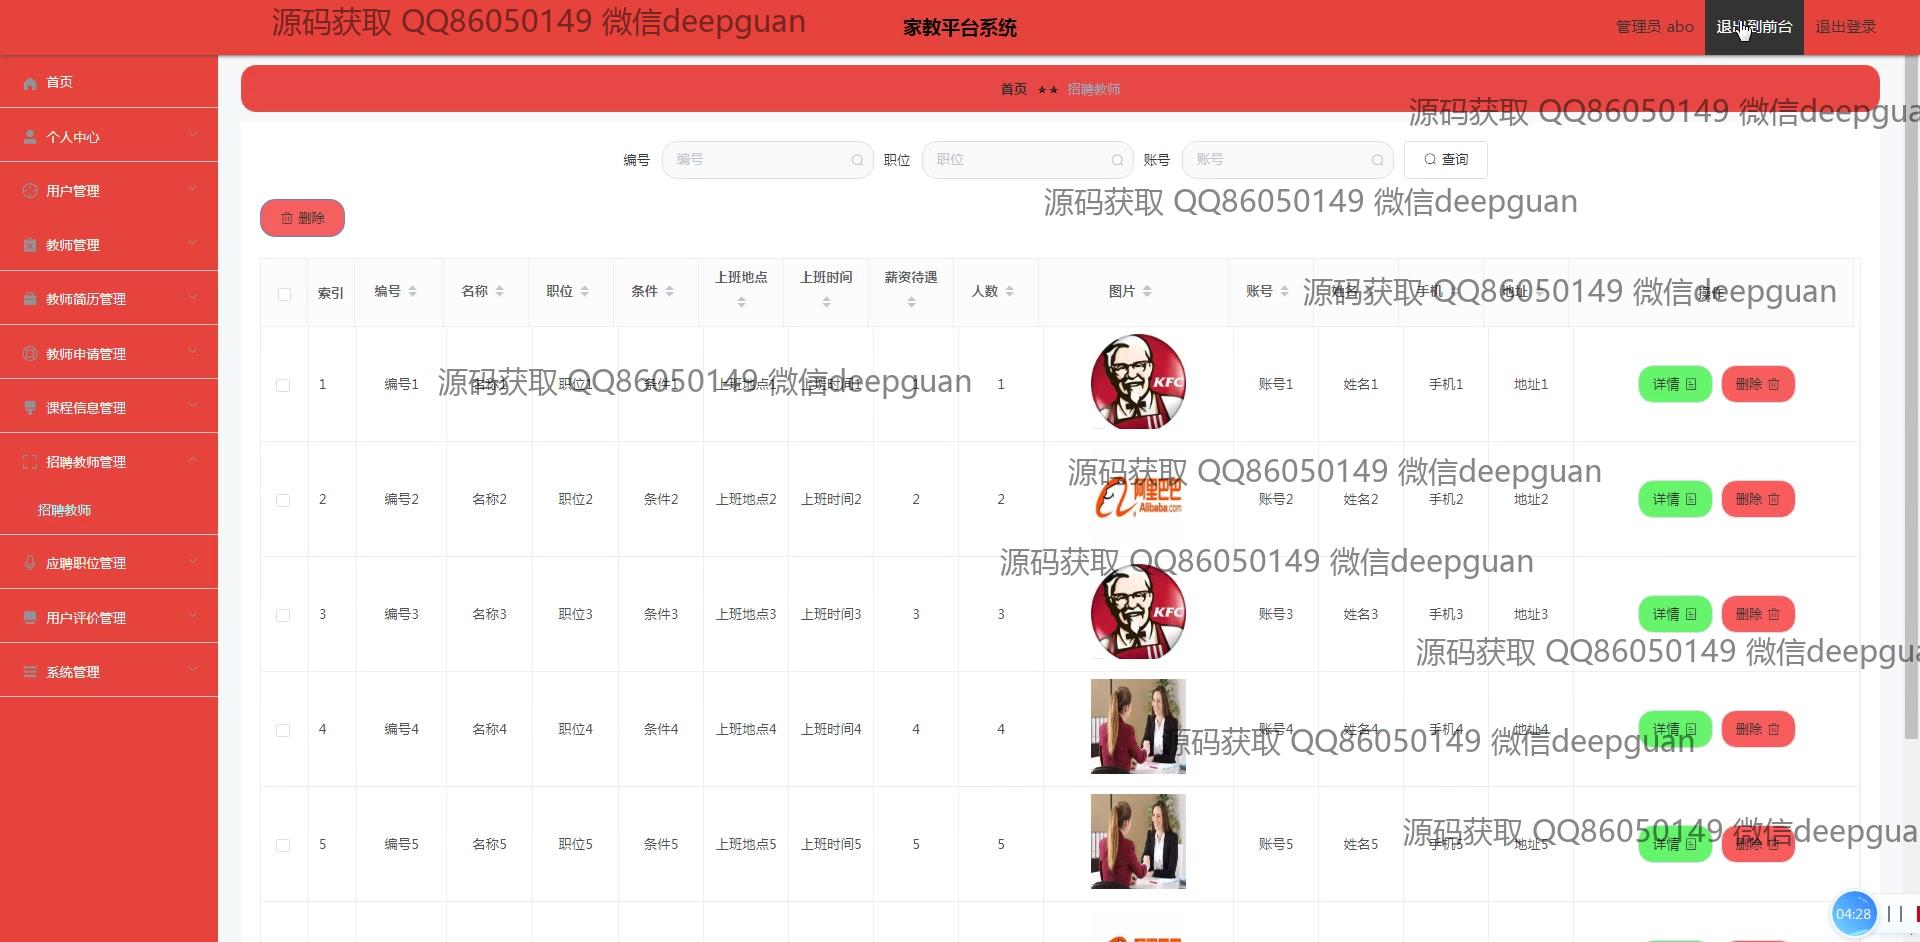 源码获取 QQ86050149 微信deepguan
家教平台系统
管理员 abo
退出到前台
退出登录
首页
个人中心
用户管理
教师管理
教师简历管理
教师申请管理
课程信息管理
招聘教师管理
招聘教师
应聘职位管理
用户评价管理
系统管理
首页 ★★ 招聘教师
源码获取 QQ86050149 微信deepgua
编号 编号 职位 职位 账号 账号 查询
源码获取 QQ86050149 微信deepguan
删除
索引 编号 名称 职位 条件 上班地点 上班时间 薪资待遇 人数 图片 账号 姓名 手机 地址 操作
源码获取 QQ86050149 微信deepguan
1 编号1 名称1 职位1 条件1 上班地点1 上班时间1 1 1 KFC 账号1 姓名1 手机1 地址1 详情 删除
源码获取 QQ86050149 微信deepguan
源码获取 QQ86050149 微信deepguan
2 编号2 名称2 职位2 条件2 上班地点2 上班时间2 2 2 阿里巴巴 Alibaba.com 账号2 姓名2 手机2 地址2 详情 删除
源码获取 QQ86050149 微信deepguan
3 编号3 名称3 职位3 条件3 上班地点3 上班时间3 3 3 KFC 账号3 姓名3 手机3 地址3 详情 删除
源码获取 QQ86050149 微信deepgua
4 编号4 名称4 职位4 条件4 上班地点4 上班时间4 4 4 账号4 姓名4 手机4 地址4 详情 删除
源码获取 QQ86050149 微信deepguan
源码获取 QQ86050149 微信deepgua
5 编号5 名称5 职位5 条件5 上班地点5 上班时间5 5 5 账号5 姓名5 手机5 地址5 详情 删除
04:28